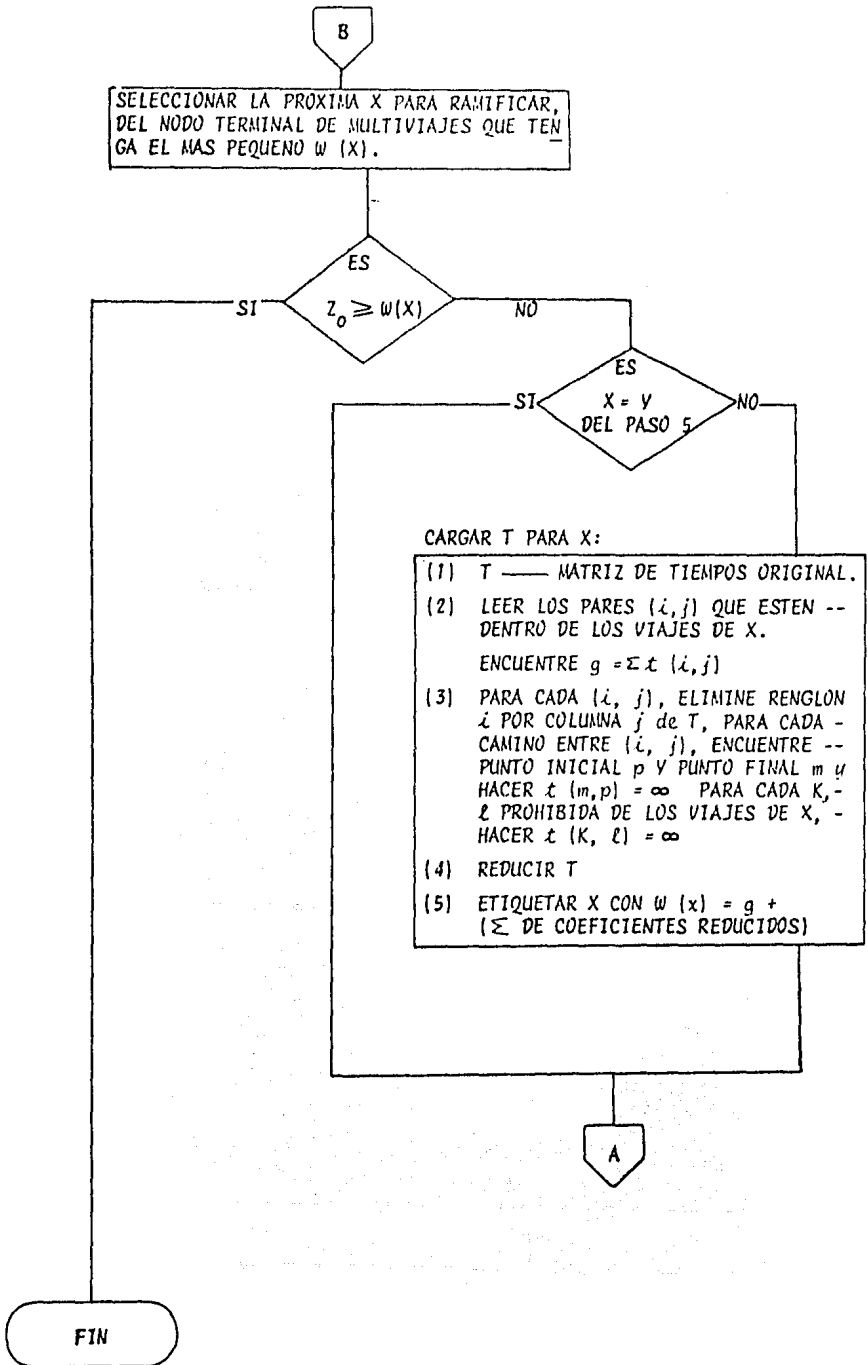 B
SELECCIONAR LA PROXIMA X PARA RAMIFICAR,
DEL NODO TERMINAL DE MULTIVIAJES QUE TEN
GA EL MAS PEQUEÑO W (X).
ES
SI
Z₀ ⩾ W(X)
NO
ES
SI
X = Y
NO
DEL PASO 5
CARGAR T PARA X:
(1) T —— MATRIZ DE TIEMPOS ORIGINAL.
(2) LEER LOS PARES (i,j) QUE ESTEN --
DENTRO DE LOS VIAJES DE X.
ENCUENTRE g = Σ t (i,j)
(3) PARA CADA (i, j), ELIMINE RENGLON
i POR COLUMNA j de T, PARA CADA -
CAMINO ENTRE (i, j), ENCUENTRE --
PUNTO INICIAL p Y PUNTO FINAL m y
HACER t (m,p) = ∞ PARA CADA K,-
ℓ PROHIBIDA DE LOS VIAJES DE X, -
HACER t (K, ℓ) = ∞
(4) REDUCIR T
(5) ETIQUETAR X CON W (x) = g +
(Σ DE COEFICIENTES REDUCIDOS)
A
FIN